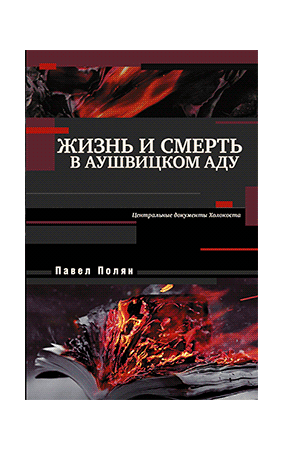 ЖИЗНЬ И СМЕРТЬ
В АУШВИЦКОМ АДУ
Центральные документы Холокоста
Павел Полян